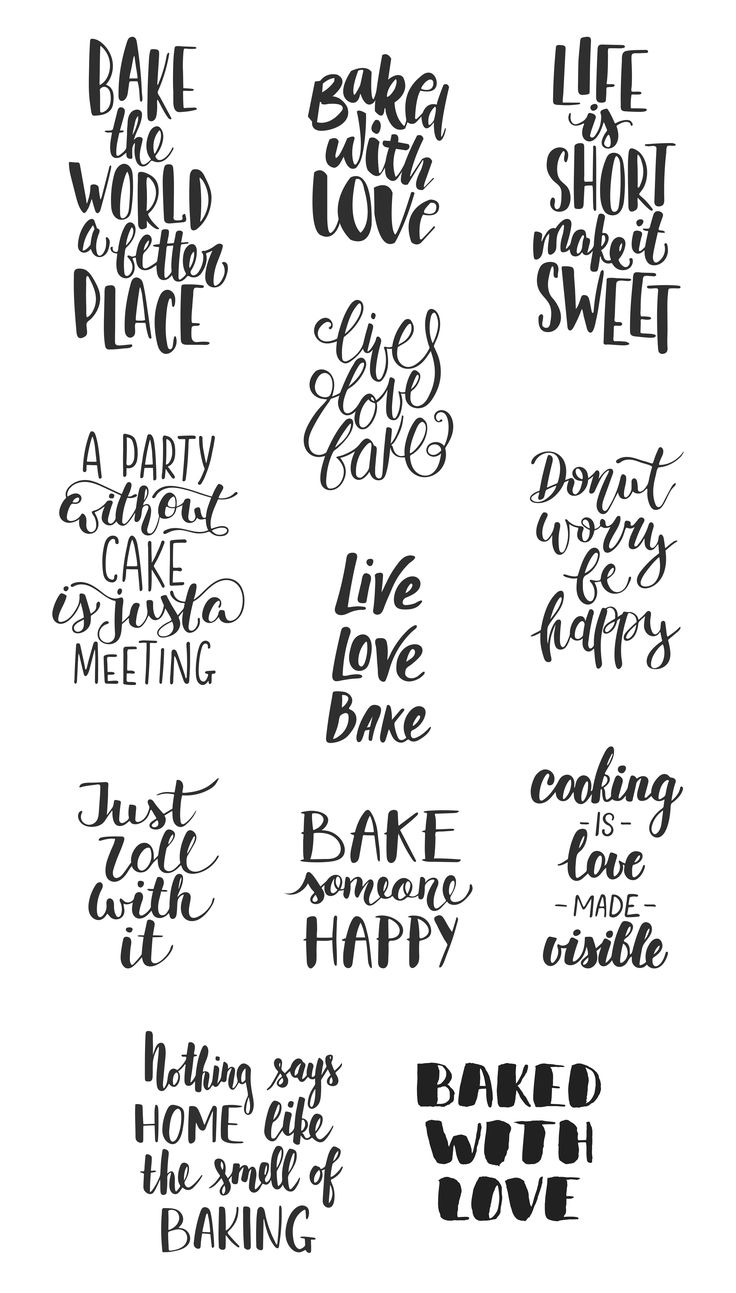 BAKE
the
WORLD
a better
PLACE
Baked
with
LOVE
LIFE
is
SHORT
make it
SWEET
live
love
bake
A PARTY
without
CAKE
is just a
MEETING
Donut
worry
be
happy
Live
Love
BAKe
Just
roll
with
it
BAKE
someone
HAPPY
cooking
-IS-
love
-MADE-
visible
Nothing says
HOME like
the smell of
BAKING
BAKED
WITH
LOVE